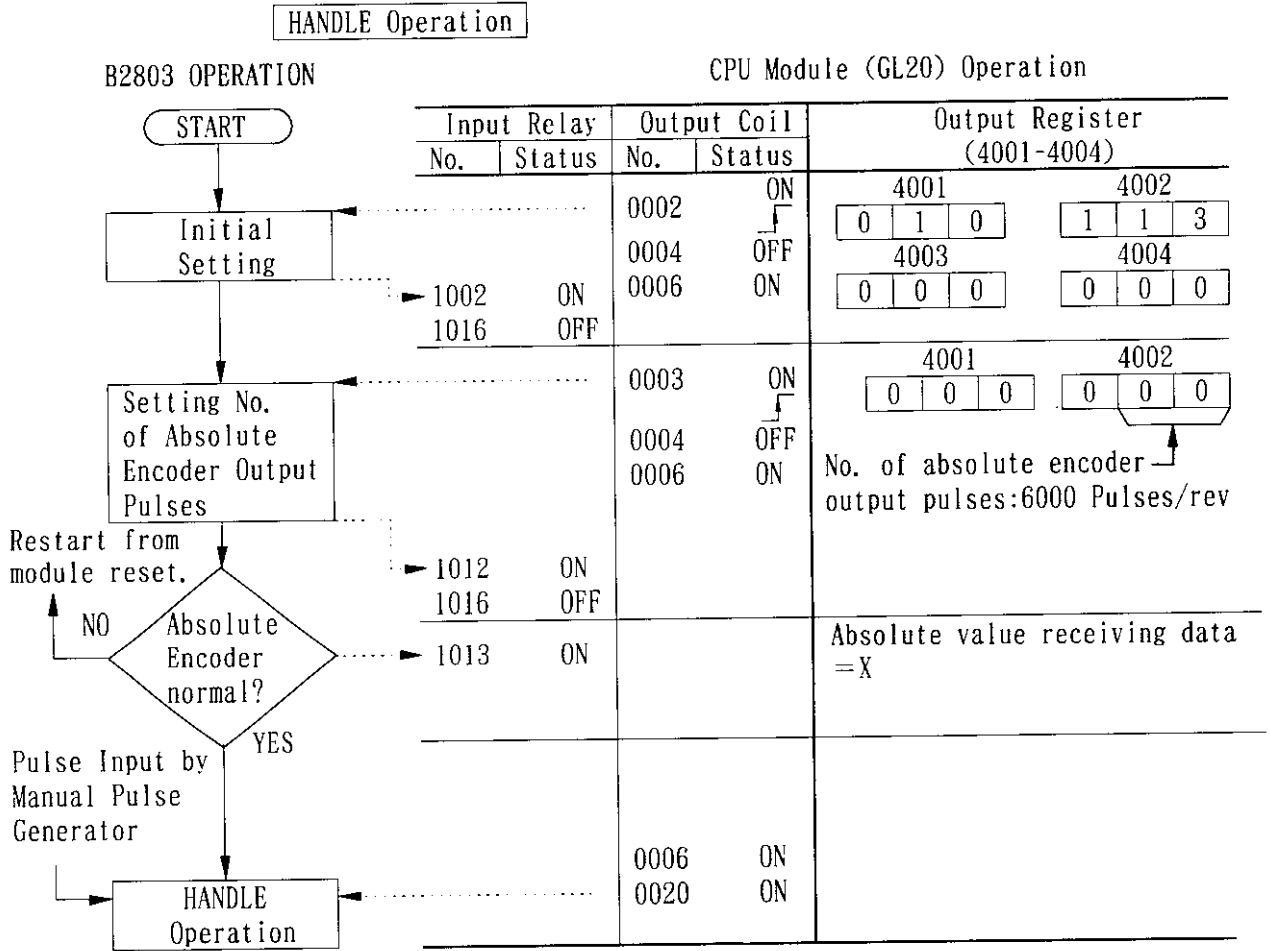 HANDLE Operation
B2803 OPERATION
CPU Module (GL20) Operation
START
Input Relay
Output Coil
Output Register
(4001-4004)
No.
Status
No.
Status
Initial
Setting
0002
ON
0004
OFF
0006
ON
4001
0 1 0
4002
1 1 3
4003
0 0 0
4004
0 0 0
1002
ON
1016
OFF
Setting No.
of Absolute
Encoder Output
Pulses
0003
ON
0004
OFF
0006
ON
4001
0 0 0
4002
0 0 0
No. of absolute encoder
output pulses:6000 Pulses/rev
Restart from
module reset.
1012
ON
1016
OFF
NO
Absolute
Encoder
normal?
YES
1013
ON
Absolute value receiving data
=X
Pulse Input by
Manual Pulse
Generator
HANDLE
Operation
0006
ON
0020
ON